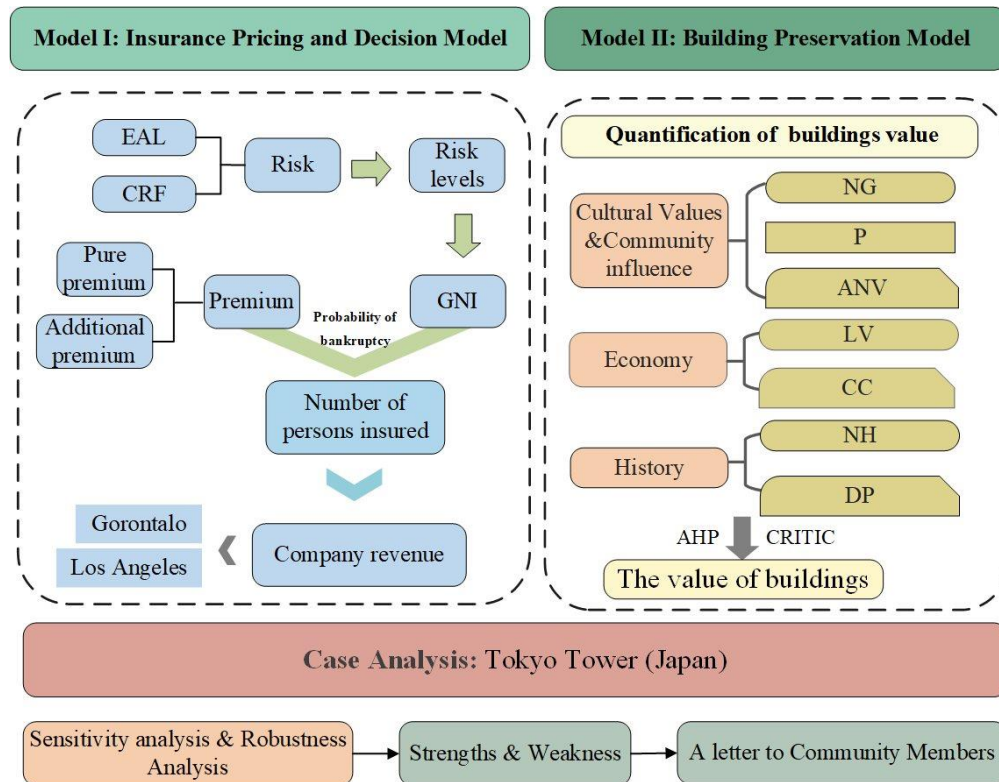 Model I: Insurance Pricing and Decision Model
EAL
CRF
Risk
Risk
levels
Pure
premium
Additional
premium
Premium
GNI
Probability of
bankruptcy
Number of
persons insured
Company revenue
Gorontalo
Los Angeles
Model II: Building Preservation Model
Quantification of buildings value
Cultural Values
&Community
influence
NG
P
ANV
Economy
LV
CC
History
NH
DP
AHP
CRITIC
The value of buildings
Case Analysis: Tokyo Tower (Japan)
Sensitivity analysis & Robustness
Analysis
Strengths & Weakness
A letter to Community Members